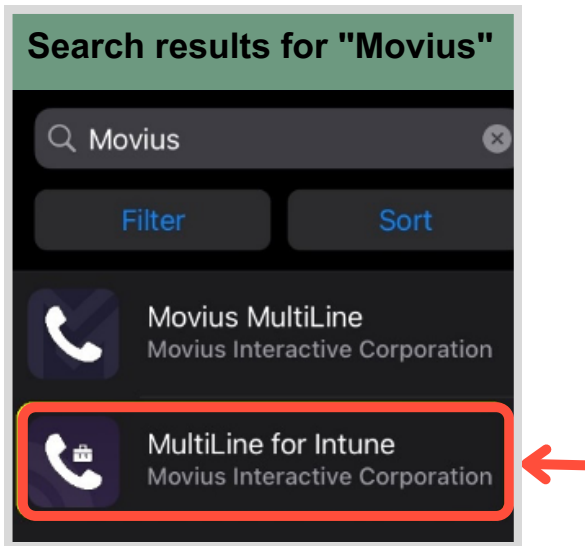 Search results for "Movius"
Movius
Filter
Sort
Movius MultiLine
Movius Interactive Corporation
MultiLine for Intune
Movius Interactive Corporation